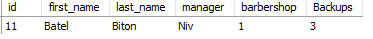 id first_name last_name manager barbershop Backups
11 Batel Biton Niv 1 3